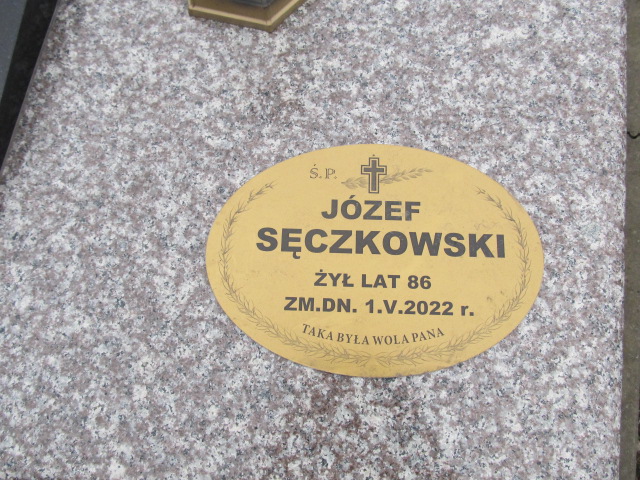 Ś.P.
JÓZEF
SĘCZKOWSKI
ŻYŁ LAT 86
ZM.DN. 1.V.2022 r.
TAKA BYŁA WOLA PANA